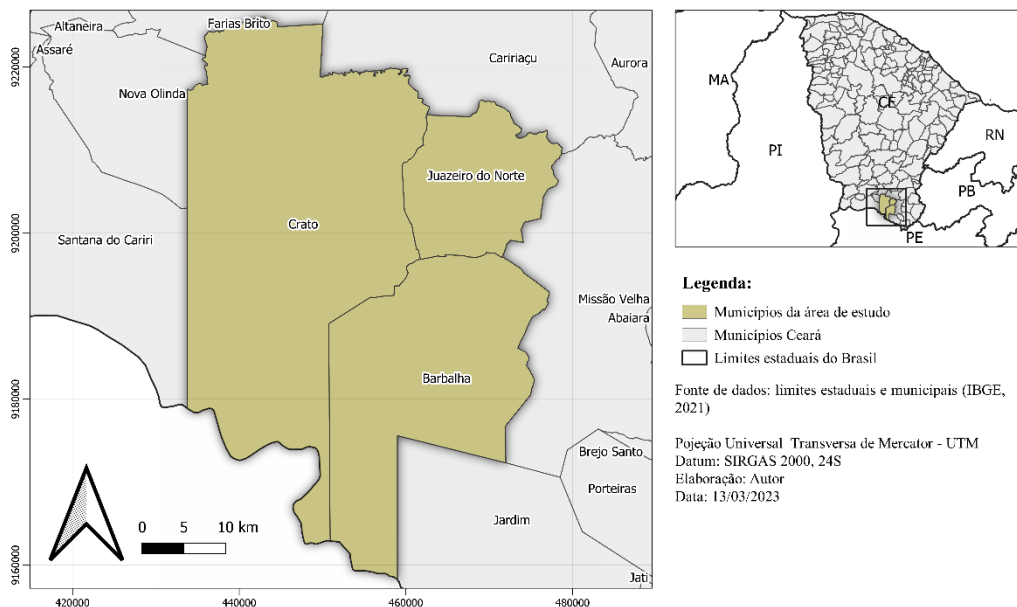 Altaneira
Farias Brito
Assaré
Caririaçu
Aurora
Nova Olinda
Juazeiro do Norte
Crato
Santana do Cariri
Missão Velha
Abaiara
Barbalha
Brejo Santo
Porteiras
Jardim
Jati
0 5 10 km
9220000
9200000
9180000
9160000
420000 440000 460000 480000
MA
CE
RN
PI
PB
PE
Legenda:
Municípios da área de estudo
Municípios Ceará
Limites estaduais do Brasil
Fonte de dados: limites estaduais e municipais (IBGE,
2021)
Pojeção Universal Transversa de Mercator - UTM
Datum: SIRGAS 2000, 24S
Elaboração: Autor
Data: 13/03/2023